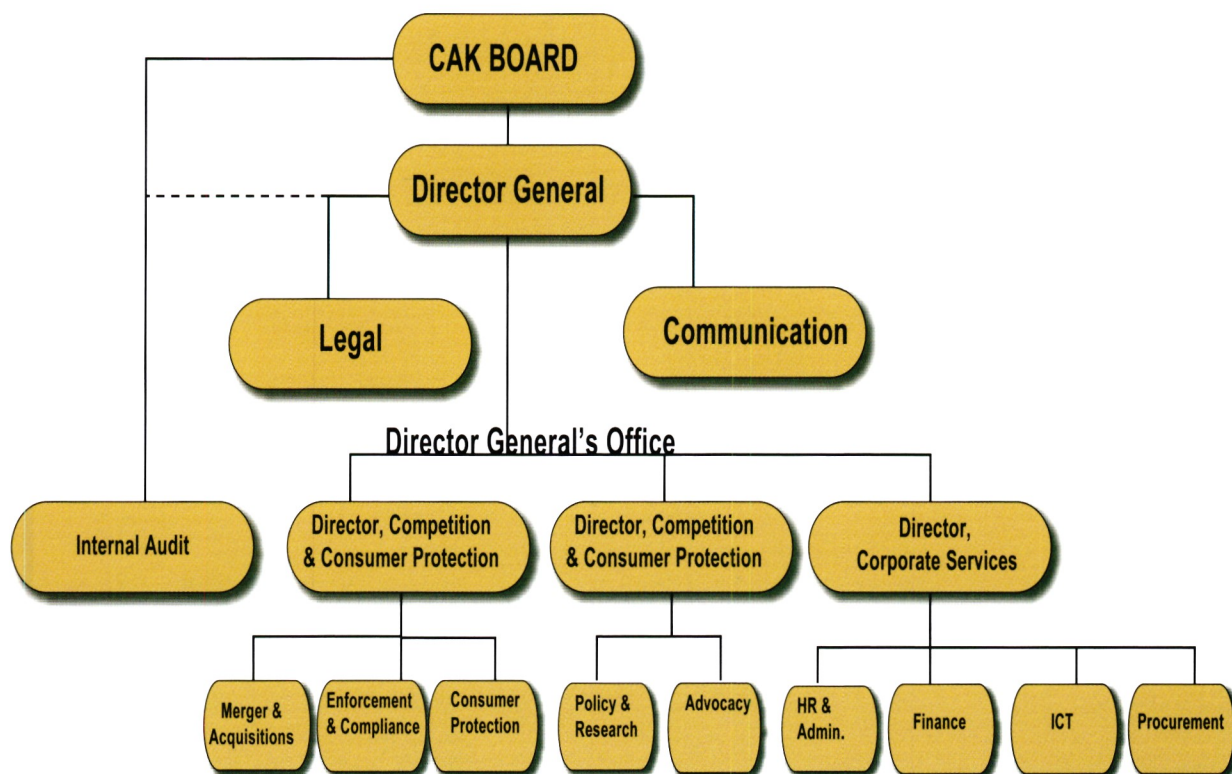 CAK BOARD
Director General
Legal
Communication
Director General's Office
Internal Audit
Director, Competition
& Consumer Protection
Director, Competition
& Consumer Protection
Director,
Corporate Services
Merger &
Acquisitions
Enforcement
& Compliance
Consumer
Protection
Policy &
Research
Advocacy
HR &
Admin.
Finance
ICT
Procurement